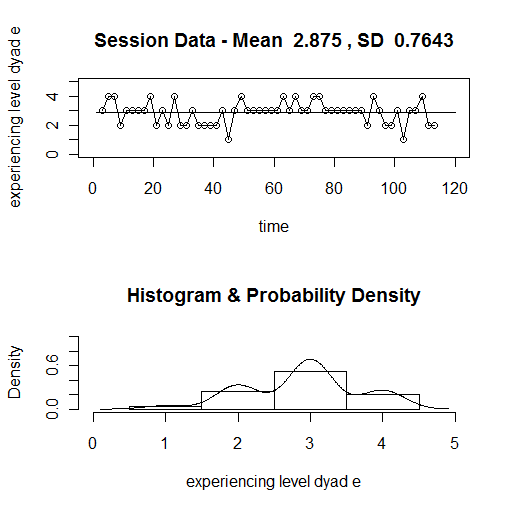 Session Data - Mean  2.875 , SD  0.7643
experiencing level dyad e
4
2
0
0 20 40 60 80 100 120
time
Histogram & Probability Density
Density
0.6
0.0
0 1 2 3 4 5
experiencing level dyad e